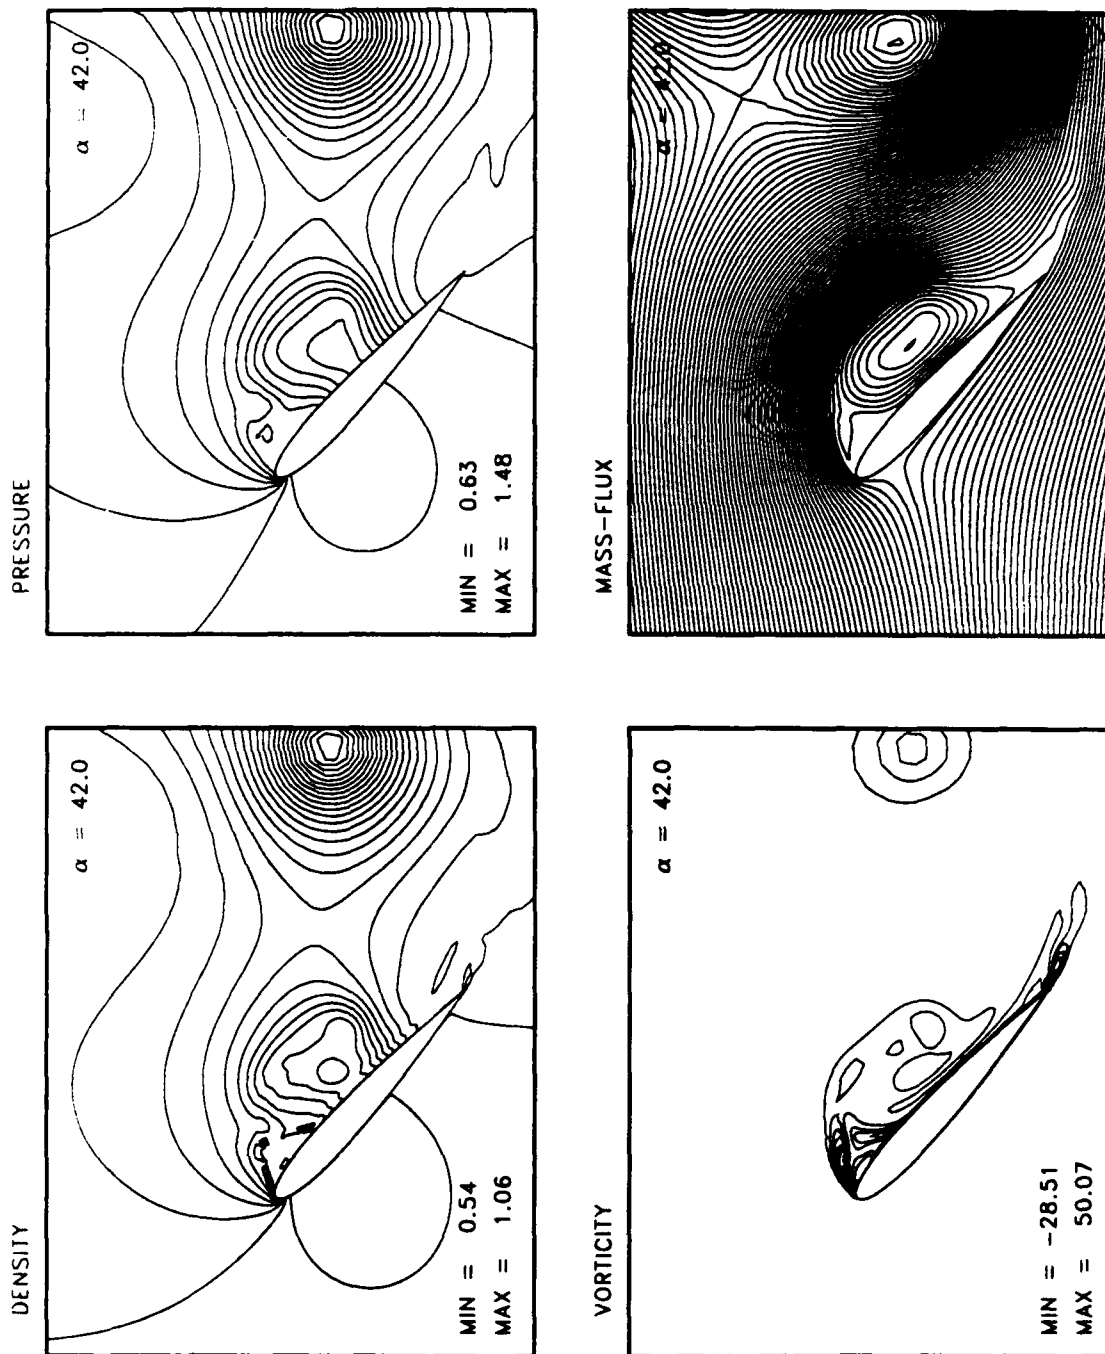 PRESSURE
α = 42.0
MIN = 0.63
MAX = 1.48
MASS-FLUX
α = 42.0
DENSITY
α = 42.0
MIN = 0.54
MAX = 1.06
VORTICITY
α = 42.0
MIN = -28.51
MAX = 50.07